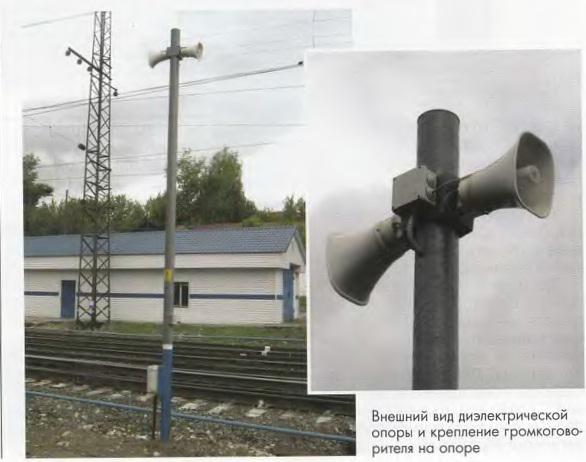 Внешний вид диэлектрической
опоры и крепление громкогово-
рителя на опоре